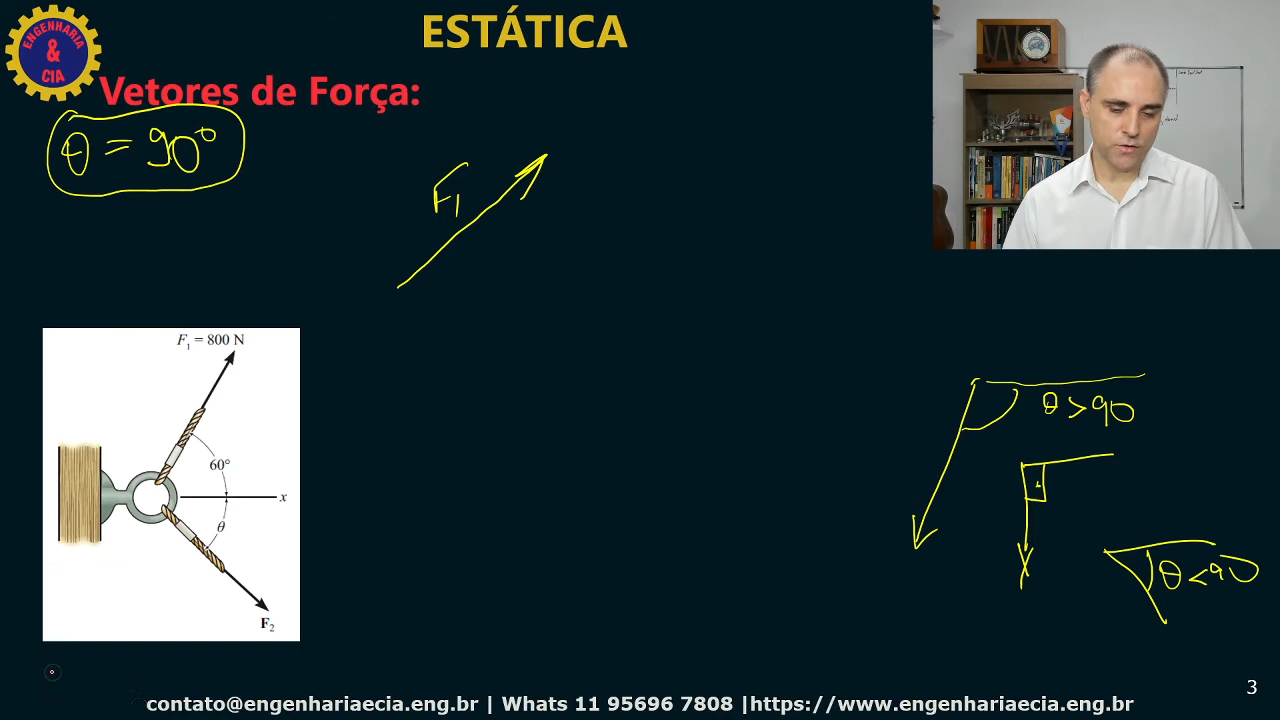 ESTÁTICA
ENGENHARIA
&
CIA
Vetores de Força:
θ = 90°
F1
F₁ = 800 N
60°
x
θ
F₂
θ > 90
θ < 90
3
contato@engenhariaecia.eng.br | Whats 11 95696 7808 |https://www.engenhariaecia.eng.br